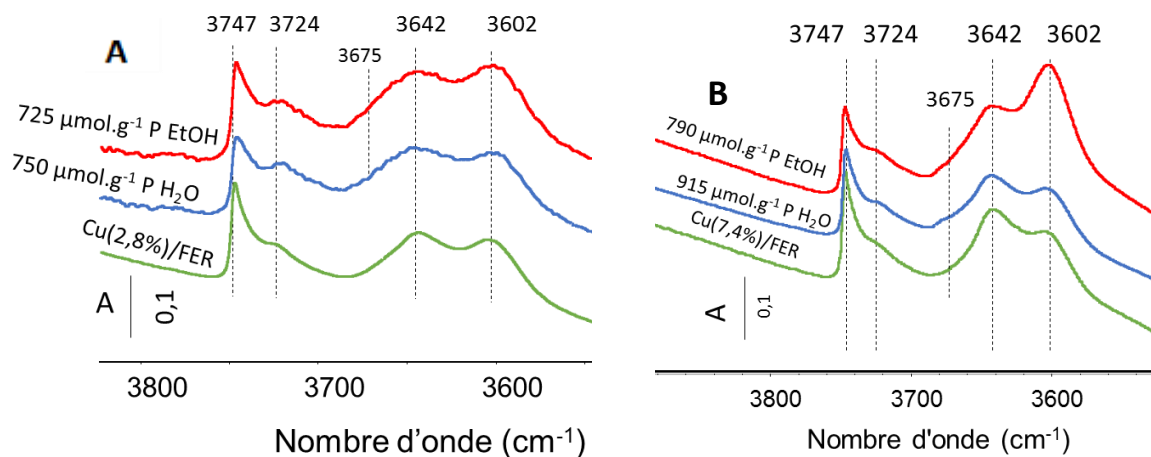 A
3747 3724 3675 3642 3602
725 µmol.g⁻¹ P EtOH
750 µmol.g⁻¹ P H₂O
Cu(2,8%)/FER
A 0,1
3800 3700 3600
Nombre d’onde (cm⁻¹)
B
3747 3724 3675 3642 3602
790 µmol.g⁻¹ P EtOH
915 µmol.g⁻¹ P H₂O
Cu(7,4%)/FER
A 0,1
3800 3700 3600
Nombre d'onde (cm⁻¹)